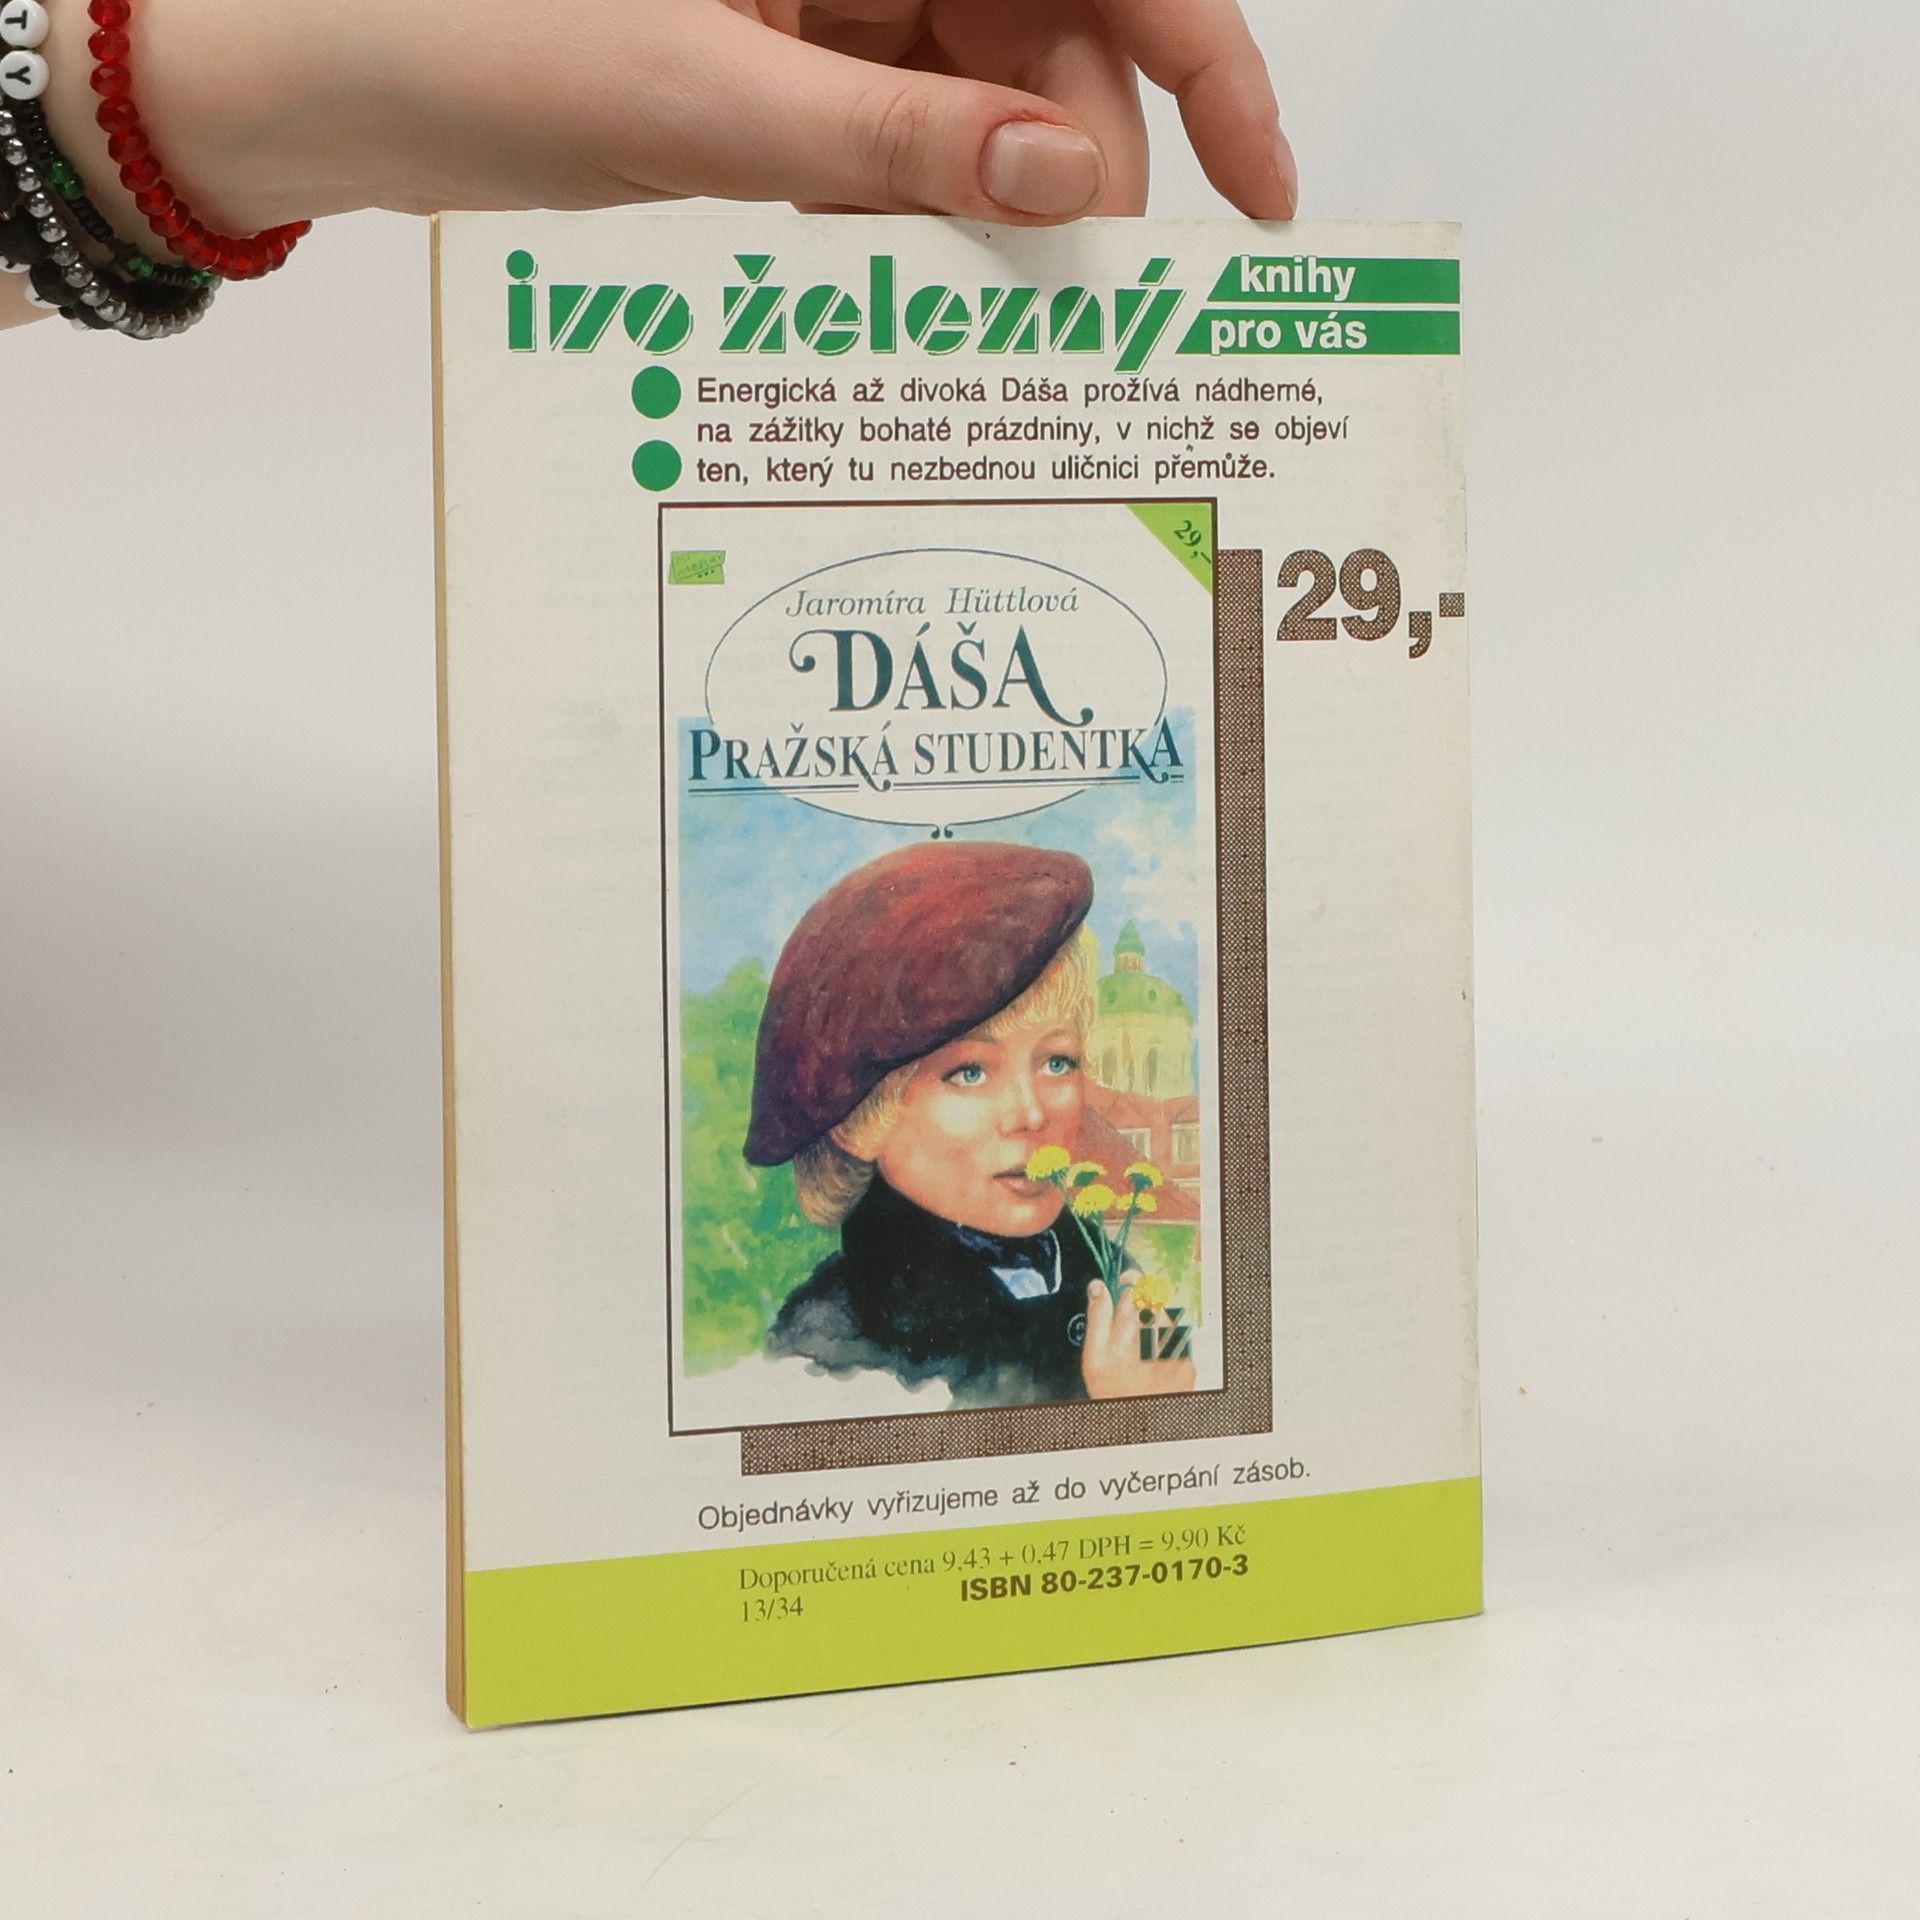 T
Y
ivo železný
knihy
pro vás
Energická až divoká Dáša prožívá nádherné,
na zážitky bohaté prázdniny, v nichž se objeví
ten, který tu nezbednou uličnici přemůže.
29,-
29,-
Jaromíra Hüttlová
DÁŠA
PRAŽSKÁ STUDENTKA
iž
Objednávky vyřizujeme až do vyčerpání zásob.
Doporučená cena 9,43 + 0,47 DPH = 9,90 Kč
13/34
ISBN 80-237-0170-3